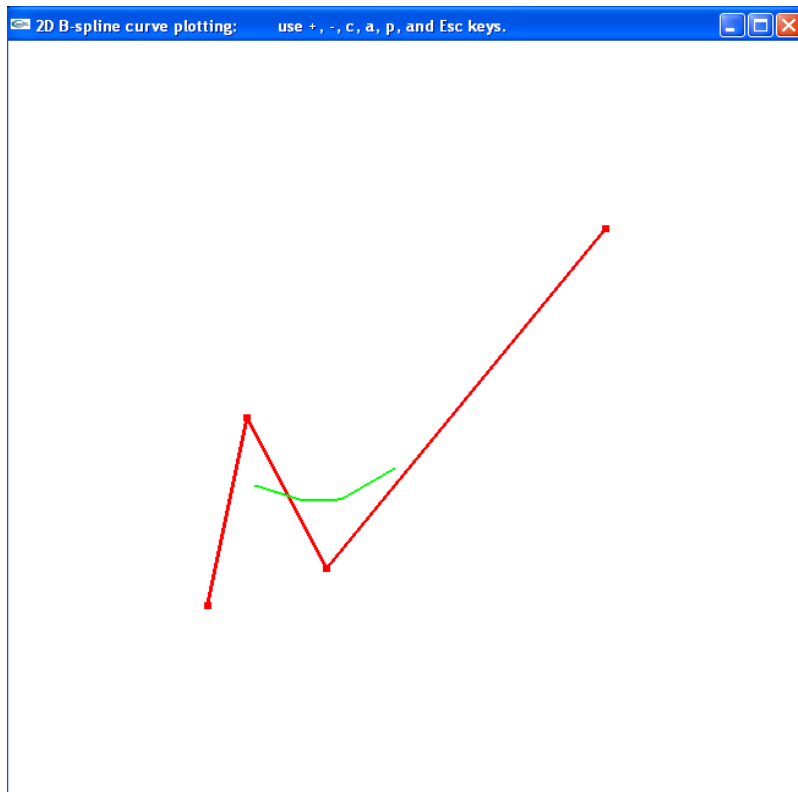 2D B-spline curve plotting: use +, -, c, a, p, and Esc keys.